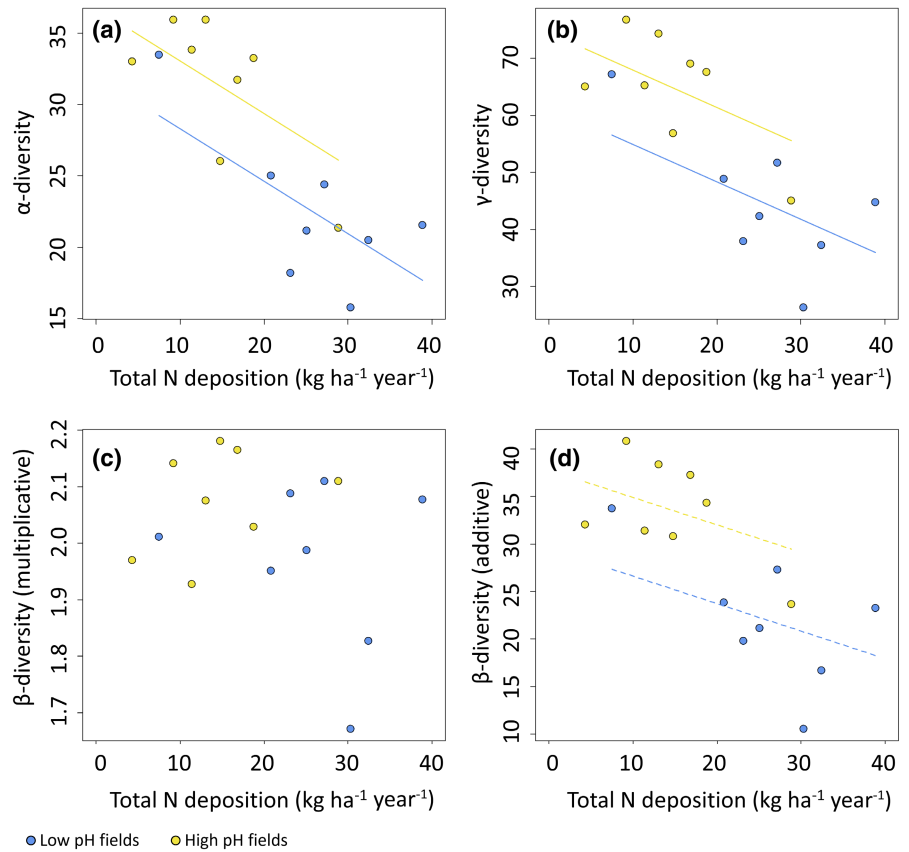 (a)
α-diversity
35
30
25
20
15
0 10 20 30 40
Total N deposition (kg ha⁻¹ year⁻¹)
(b)
γ-diversity
70
60
50
40
30
0 10 20 30 40
Total N deposition (kg ha⁻¹ year⁻¹)
(c)
β-diversity (multiplicative)
2.2
2.1
2.0
1.9
1.8
1.7
0 10 20 30 40
Total N deposition (kg ha⁻¹ year⁻¹)
(d)
β-diversity (additive)
40
35
30
25
20
15
10
0 10 20 30 40
Total N deposition (kg ha⁻¹ year⁻¹)
Low pH fields High pH fields